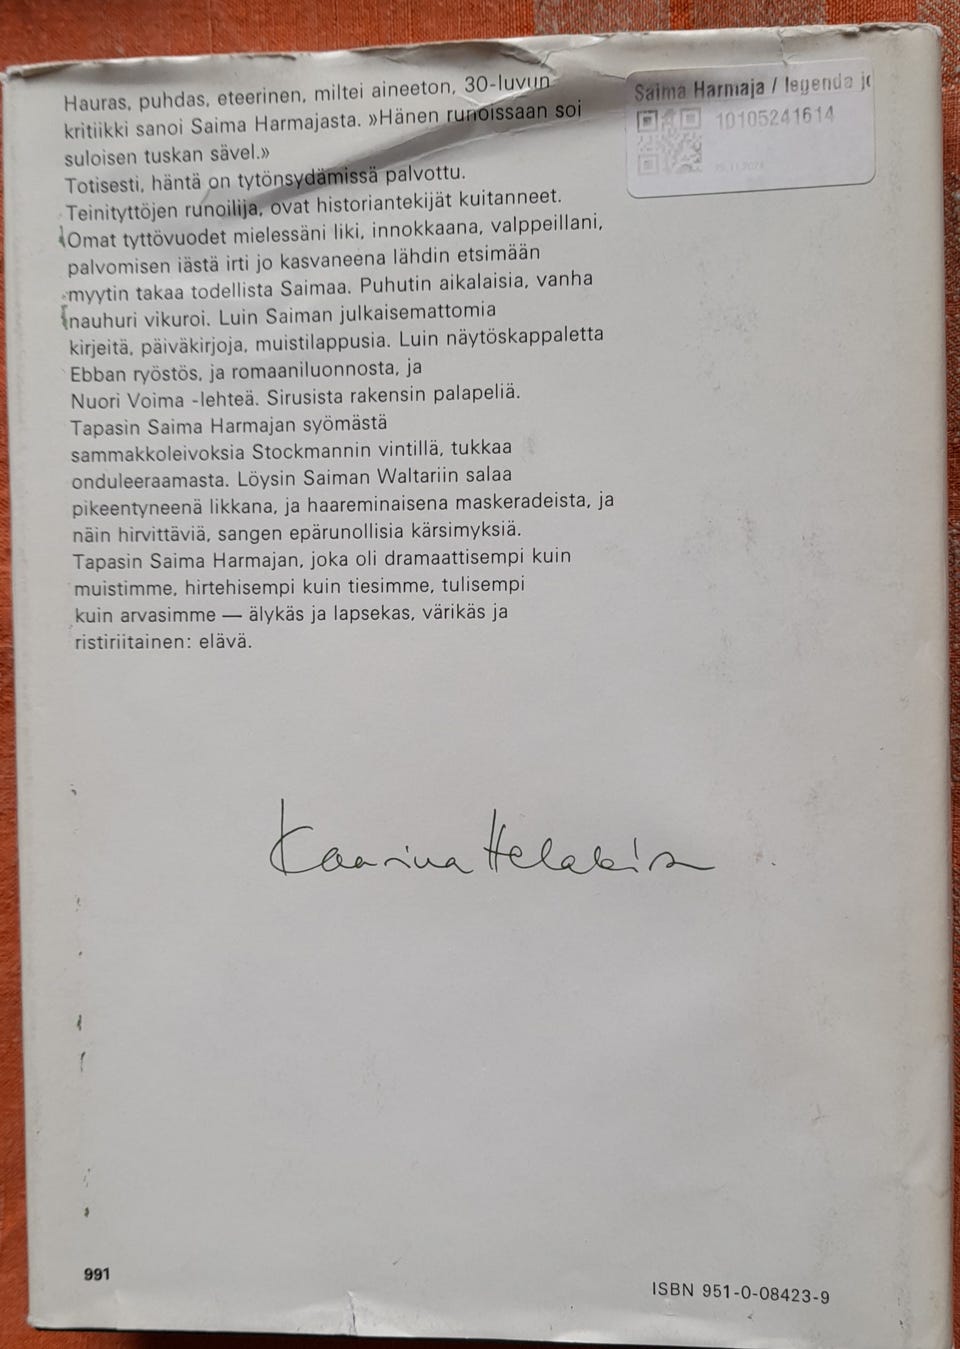 Hauras, puhdas, eteerinen, miltei aineeton, 30-luvun
kritiikki sanoi Saima Harmajasta. »Hänen runoissaan soi
suloisen tuskan sävel.»
Totisesti, häntä on tytönsydämissä palvottu.
Teinityttöjen runoilija, ovat historiantekijät kuitanneet.
Omat tyttövuodet mielessäni liki, innokkaana, valppeillani,
palvomisen iästä irti jo kasvaneena lähdin etsimään
myytin takaa todellista Saimaa. Puhutin aikalaisia, vanha
nauhuri vikuroi. Luin Saiman julkaisemattomia
kirjeitä, päiväkirjoja, muistilappusia. Luin näytöskappaletta
Ebban ryöstös, ja romaaniluonnosta, ja
Nuori Voima -lehteä. Sirusista rakensin palapeliä.
Tapasin Saima Harmajan syömästä
sammakkoleivoksia Stockmannin vintillä, tukkaa
onduleeraamasta. Löysin Saiman Waltariin salaa
pikeentyneenä likkana, ja haareminaisena maskeradeista, ja
näin hirvittäviä, sangen epärunollisia kärsimyksiä.
Tapasin Saima Harmajan, joka oli dramaattisempi kuin
muistimme, hirtehisempi kuin tiesimme, tulisempi
kuin arvasimme — älykäs ja lapsekas, värikäs ja
ristiriitainen: elävä.
Saima Harmaja / legenda jo
10105241614
Kaarina Helakisa
991
ISBN 951-0-08423-9